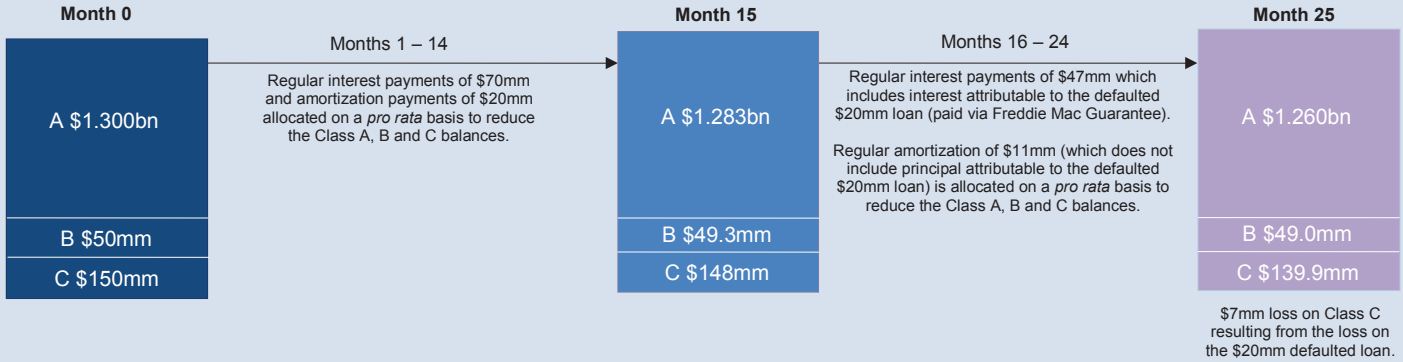 Month 0
Month 15
Month 25
Months 1 – 14
Regular interest payments of $70mm
and amortization payments of $20mm
allocated on a pro rata basis to reduce
the Class A, B and C balances.
Months 16 – 24
Regular interest payments of $47mm which
includes interest attributable to the defaulted
$20mm loan (paid via Freddie Mac Guarantee).
Regular amortization of $11mm (which does not
include principal attributable to the defaulted
$20mm loan) is allocated on a pro rata basis to
reduce the Class A, B and C balances.
A $1.300bn
B $50mm
C $150mm
A $1.283bn
B $49.3mm
C $148mm
A $1.260bn
B $49.0mm
C $139.9mm
$7mm loss on Class C
resulting from the loss on
the $20mm defaulted loan.